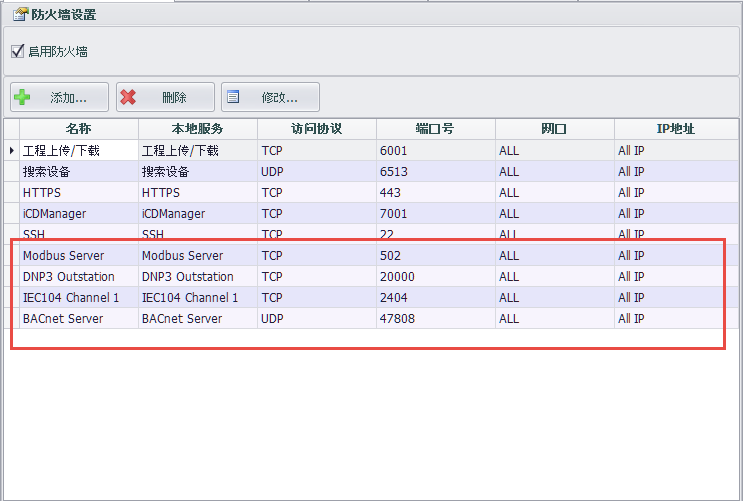 防火墙设置
启用防火墙
添加... 删除 修改...
名称 本地服务 访问协议 端口号 网口 IP地址
工程上传/下载 工程上传/下载 TCP 6001 ALL All IP
搜索设备 搜索设备 UDP 6513 ALL All IP
HTTPS HTTPS TCP 443 ALL All IP
iCDManager iCDManager TCP 7001 ALL All IP
SSH SSH TCP 22 ALL All IP
Modbus Server Modbus Server TCP 502 ALL All IP
DNP3 Outstation DNP3 Outstation TCP 20000 ALL All IP
IEC104 Channel 1 IEC104 Channel 1 TCP 2404 ALL All IP
BACnet Server BACnet Server UDP 47808 ALL All IP